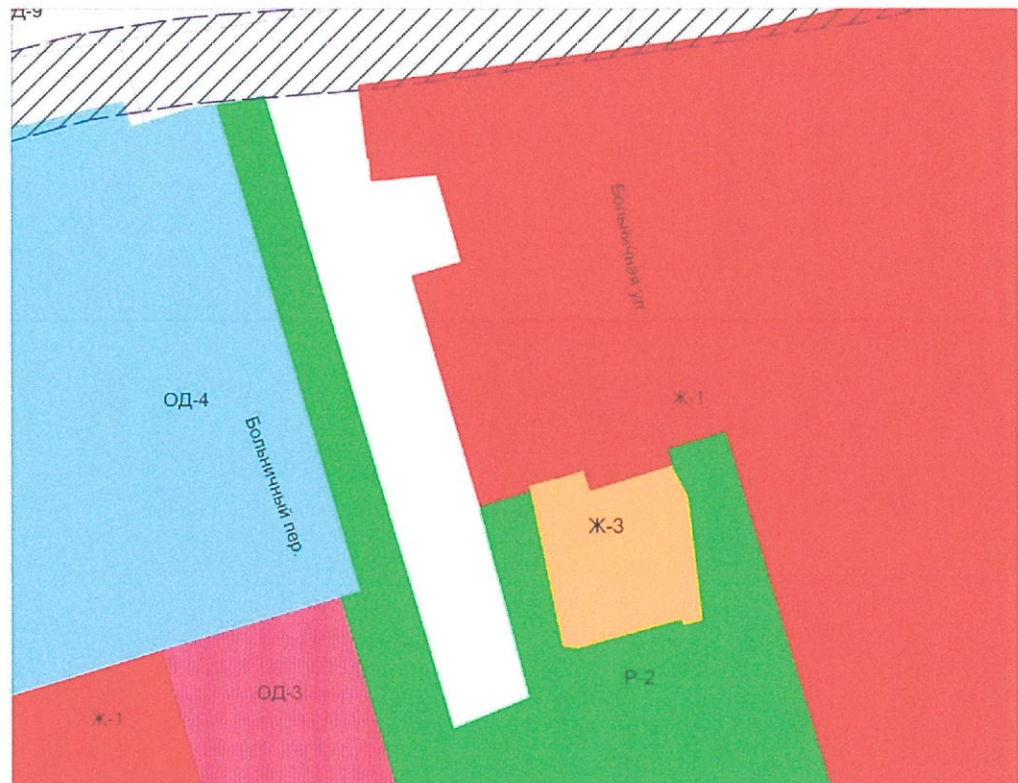 Д-9
Больничная ул.
Ж-1
ОД-4
Больничный пер.
Ж-3
Р-2
ОД-3
Ж-1